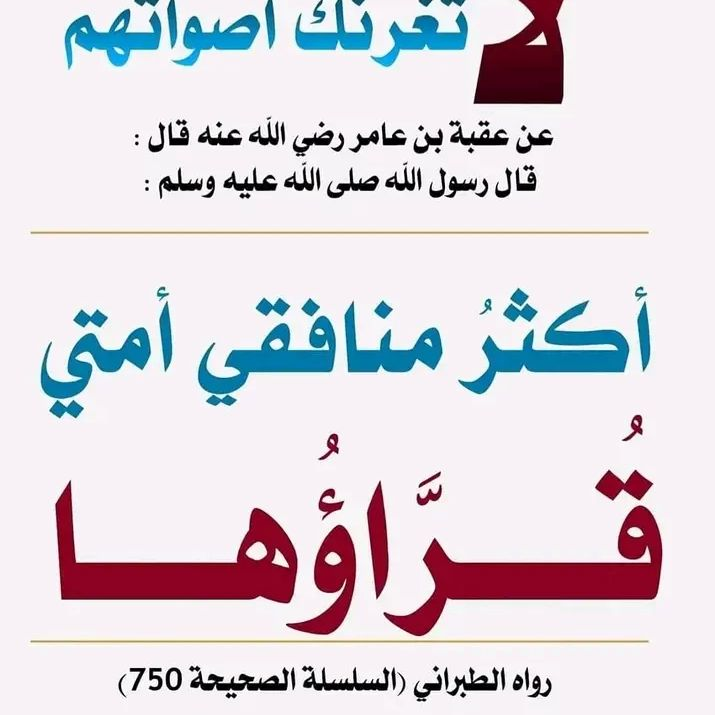 لا تغرنك أصواتهم
عن عقبة بن عامر رضي الله عنه قال :
قال رسول الله صلى الله عليه وسلم :
أكثرُ منافقي أمتي
قُرَّاؤُها
رواه الطبراني (السلسلة الصحيحة 750)